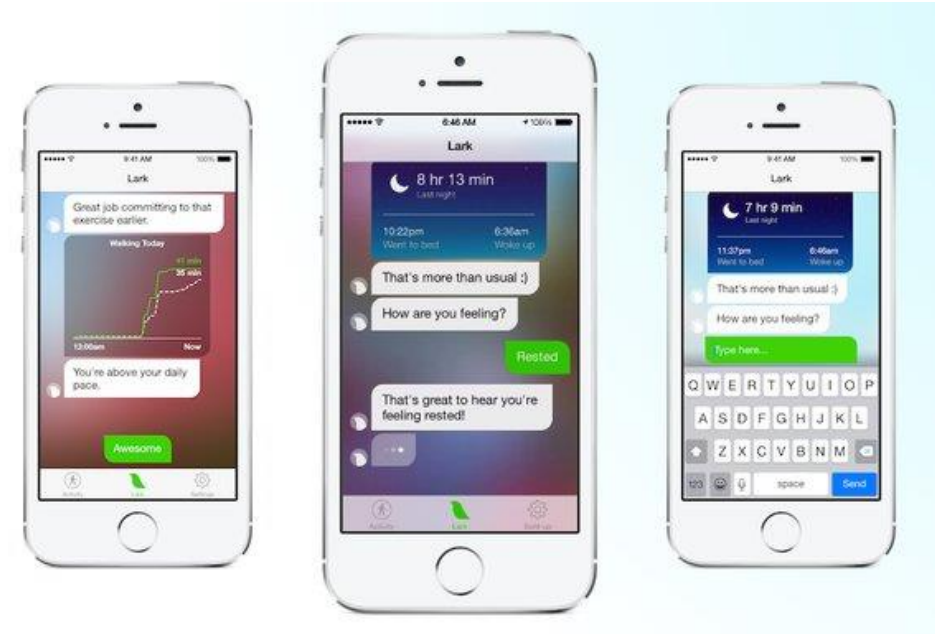 9:41 AM 100%
Lark
Great job committing to that
exercise earlier.
Walking Today
41 min
35 min
12:00am Now
You're above your daily
pace.
Awesome
Activity Lark Settings
6:46 AM 100%
Lark
8 hr 13 min
Last night
10:22pm 6:36am
Went to bed Woke up
That's more than usual :)
How are you feeling?
Rested
That's great to hear you're
feeling rested!
Activity Lark
9:41 AM 100%
Lark
7 hr 9 min
Last night
11:37pm 6:46am
Went to bed Woke up
That's more than usual :)
How are you feeling?
Type here...
Q W E R T Y U I O P
A S D F G H J K L
Z X C V B N M
123 space Send